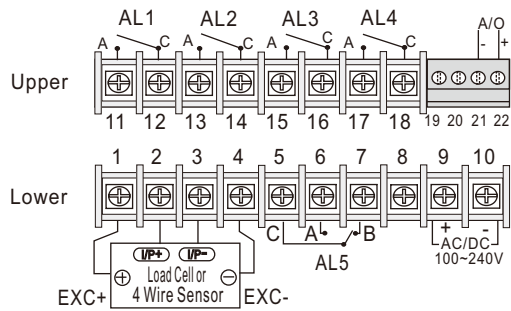 AL1 AL2 AL3 AL4 A/O
A C A C A C A C - +
Upper
11 12 13 14 15 16 17 18 19 20 21 22
1 2 3 4 5 6 7 8 9 10
Lower
+ -
C A B AC/DC
I/P+ I/P- 100~240V
AL5
+ Load Cell or -
EXC+ 4 Wire Sensor EXC-